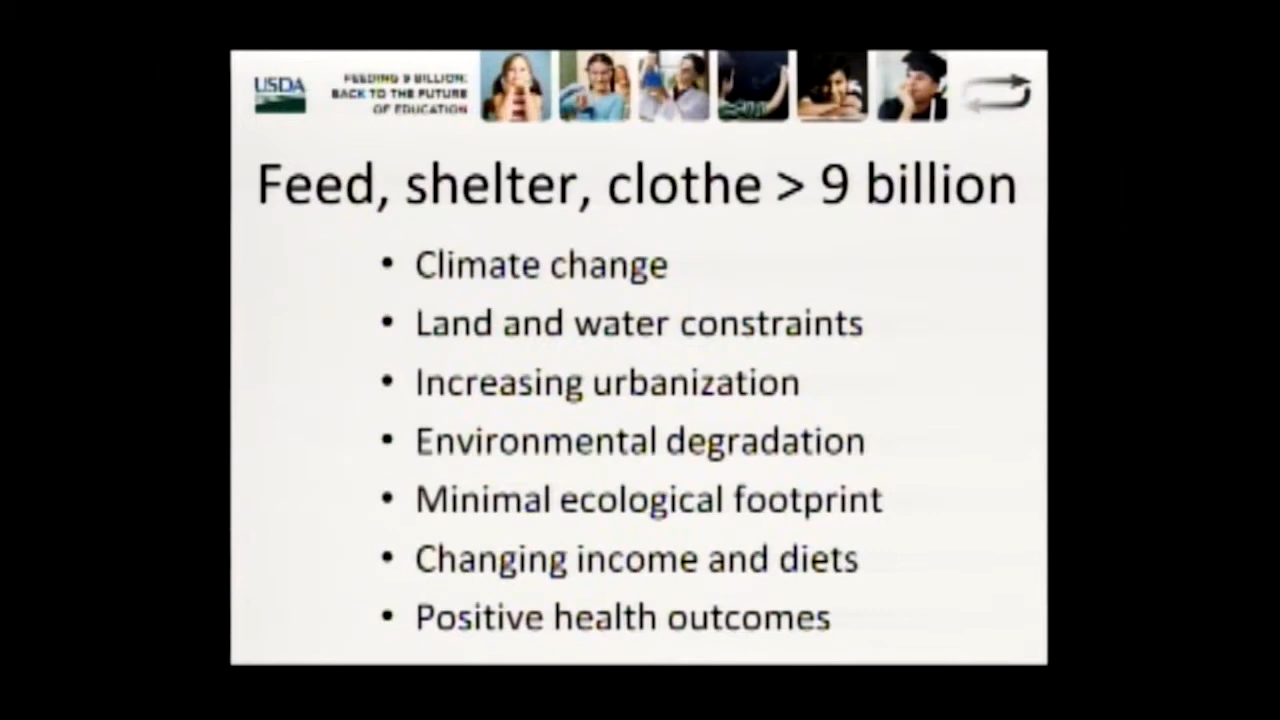 USDA
FEEDING 9 BILLION:
BACK TO THE FUTURE
OF EDUCATION
Feed, shelter, clothe > 9 billion
• Climate change
• Land and water constraints
• Increasing urbanization
• Environmental degradation
• Minimal ecological footprint
• Changing income and diets
• Positive health outcomes